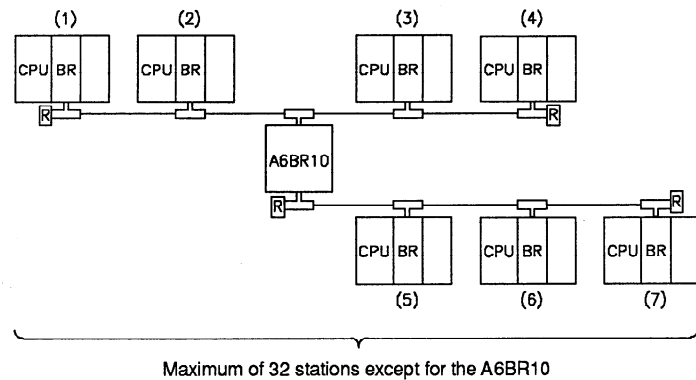 (1) (2) (3) (4)
CPU BR CPU BR CPU BR CPU BR
R R
A6BR10
R R
CPU BR CPU BR CPU BR
(5) (6) (7)
Maximum of 32 stations except for the A6BR10